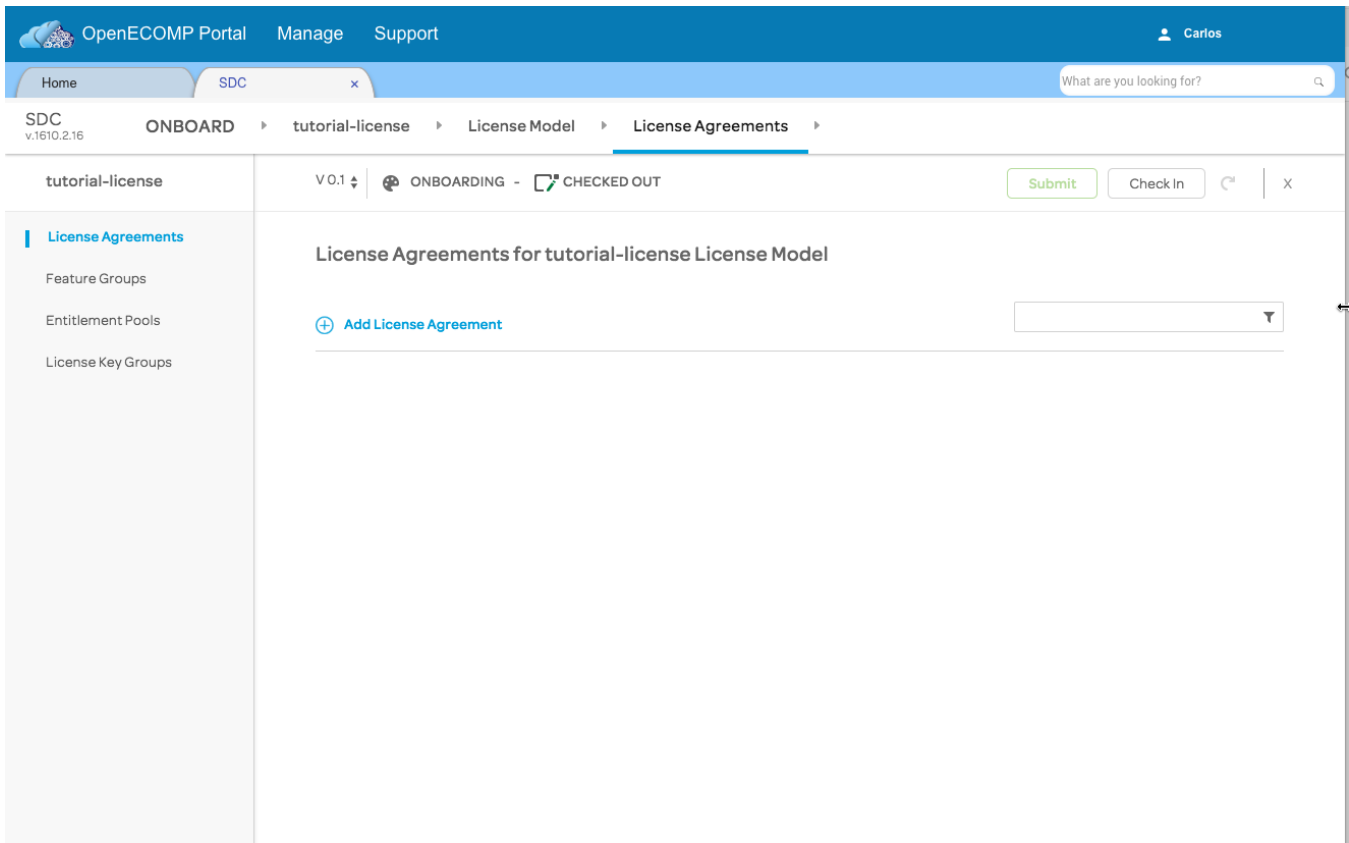 OpenECOMP Portal Manage Support Carlos
Home SDC x What are you looking for?
SDC
v.1610.2.16
ONBOARD tutorial-license License Model License Agreements
tutorial-license
V 0.1 ONBOARDING - CHECKED OUT Submit Check In X
License Agreements
Feature Groups
Entitlement Pools
License Key Groups
License Agreements for tutorial-license License Model
Add License Agreement